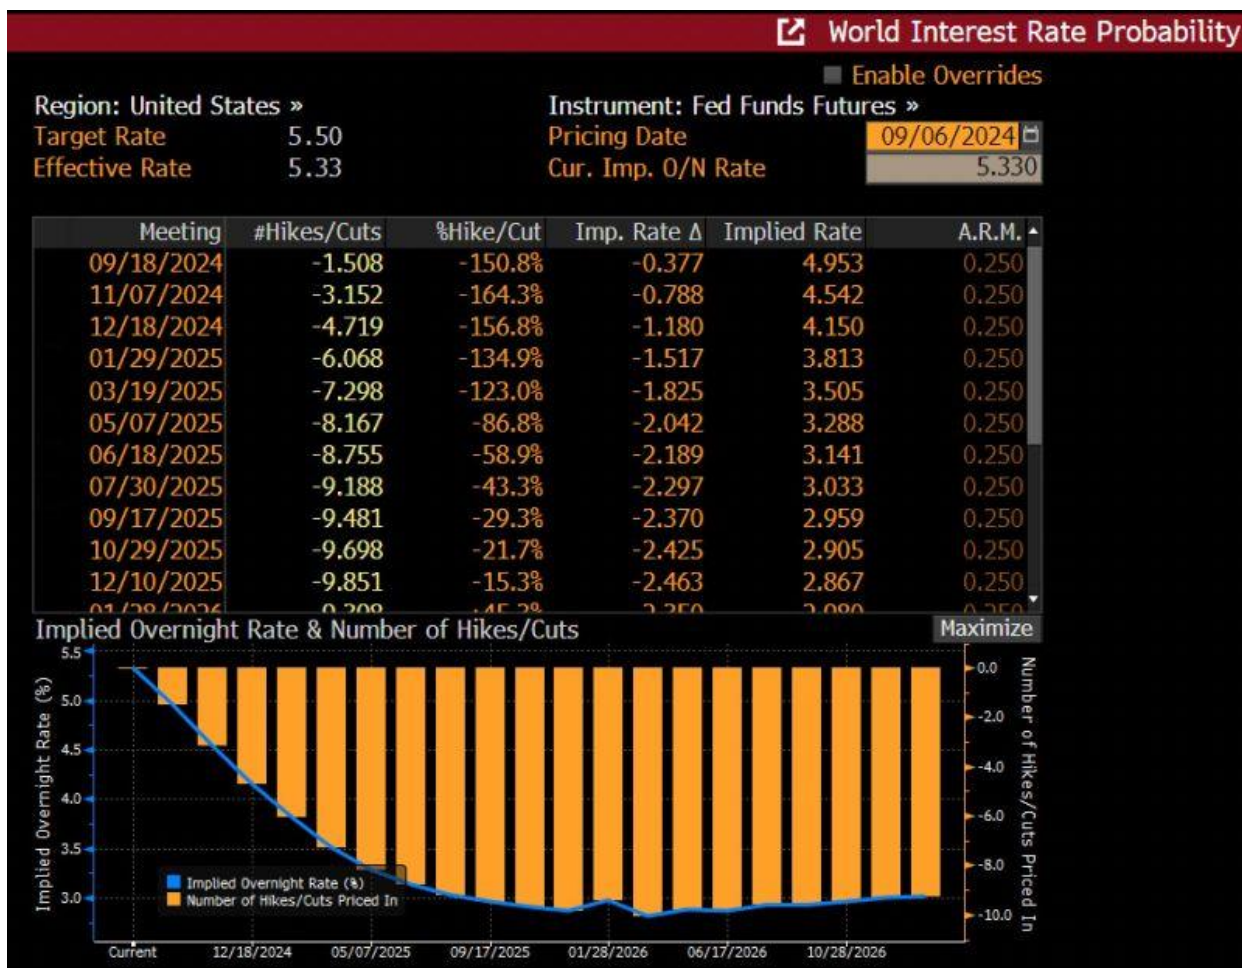 World Interest Rate Probability
Enable Overrides
Region: United States » Instrument: Fed Funds Futures »
Target Rate 5.50 Pricing Date 09/06/2024
Effective Rate 5.33 Cur. Imp. O/N Rate 5.330
Meeting #Hikes/Cuts %Hike/Cut Imp. Rate Δ Implied Rate A.R.M.
09/18/2024 -1.508 -150.8% -0.377 4.953 0.250
11/07/2024 -3.152 -164.3% -0.788 4.542 0.250
12/18/2024 -4.719 -156.8% -1.180 4.150 0.250
01/29/2025 -6.068 -134.9% -1.517 3.813 0.250
03/19/2025 -7.298 -123.0% -1.825 3.505 0.250
05/07/2025 -8.167 -86.8% -2.042 3.288 0.250
06/18/2025 -8.755 -58.9% -2.189 3.141 0.250
07/30/2025 -9.188 -43.3% -2.297 3.033 0.250
09/17/2025 -9.481 -29.3% -2.370 2.959 0.250
10/29/2025 -9.698 -21.7% -2.425 2.905 0.250
12/10/2025 -9.851 -15.3% -2.463 2.867 0.250
Implied Overnight Rate & Number of Hikes/Cuts Maximize
Implied Overnight Rate (%)
5.5
5.0
4.5
4.0
3.5
3.0
Implied Overnight Rate (%)
Number of Hikes/Cuts Priced In
0.0
-2.0
-4.0
-6.0
-8.0
-10.0
Number of Hikes/Cuts Priced In
Current 12/18/2024 05/07/2025 09/17/2025 01/28/2026 06/17/2026 10/28/2026